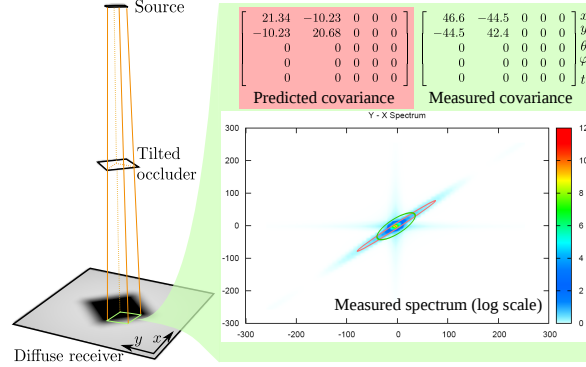 Source
21.34 −10.23 0 0 0
−10.23 20.68 0 0 0
0 0 0 0 0
0 0 0 0 0
0 0 0 0 0
46.6 −44.5 0 0 0 x
−44.5 42.4 0 0 0 y
0 0 0 0 0 θ
0 0 0 0 0 φ
0 0 0 0 0 t
Predicted covariance
Measured covariance
Y - X Spectrum
Tilted
occluder
Diffuse receiver
y
x
300
200
100
0
-100
-200
-300
-300 -200 -100 0 100 200 300
Measured spectrum (log scale)
12
10
8
6
4
2
0